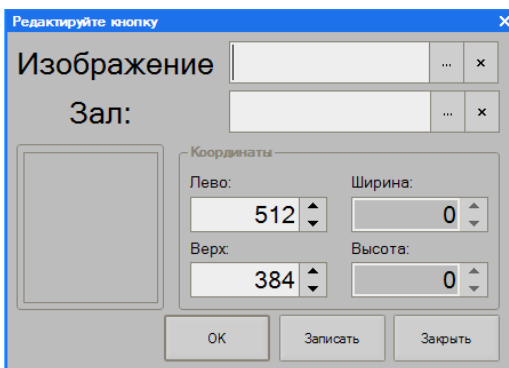 Редактируйте кнопку
Изображение ... ×
Зал: ... ×
Координаты
Лево: Ширина:
512 0
Верх: Высота:
384 0
OK Записать Закрыть